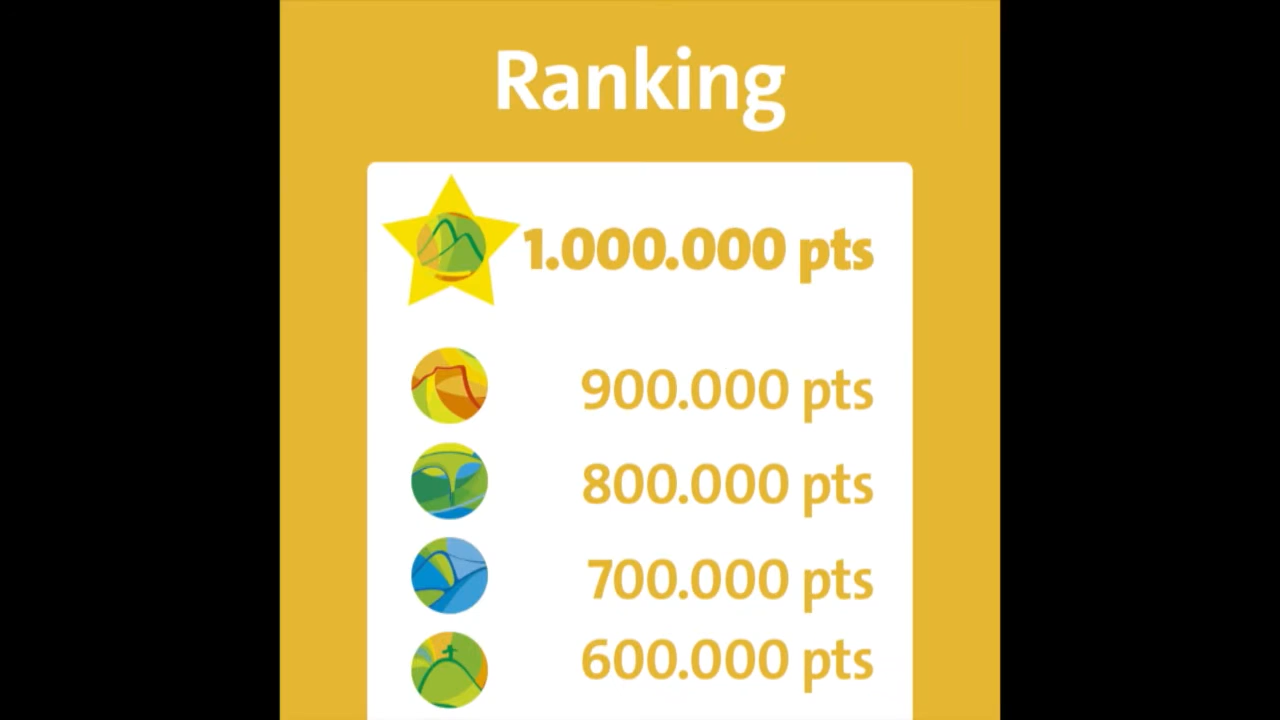 Ranking
1.000.000 pts
900.000 pts
800.000 pts
700.000 pts
600.000 pts